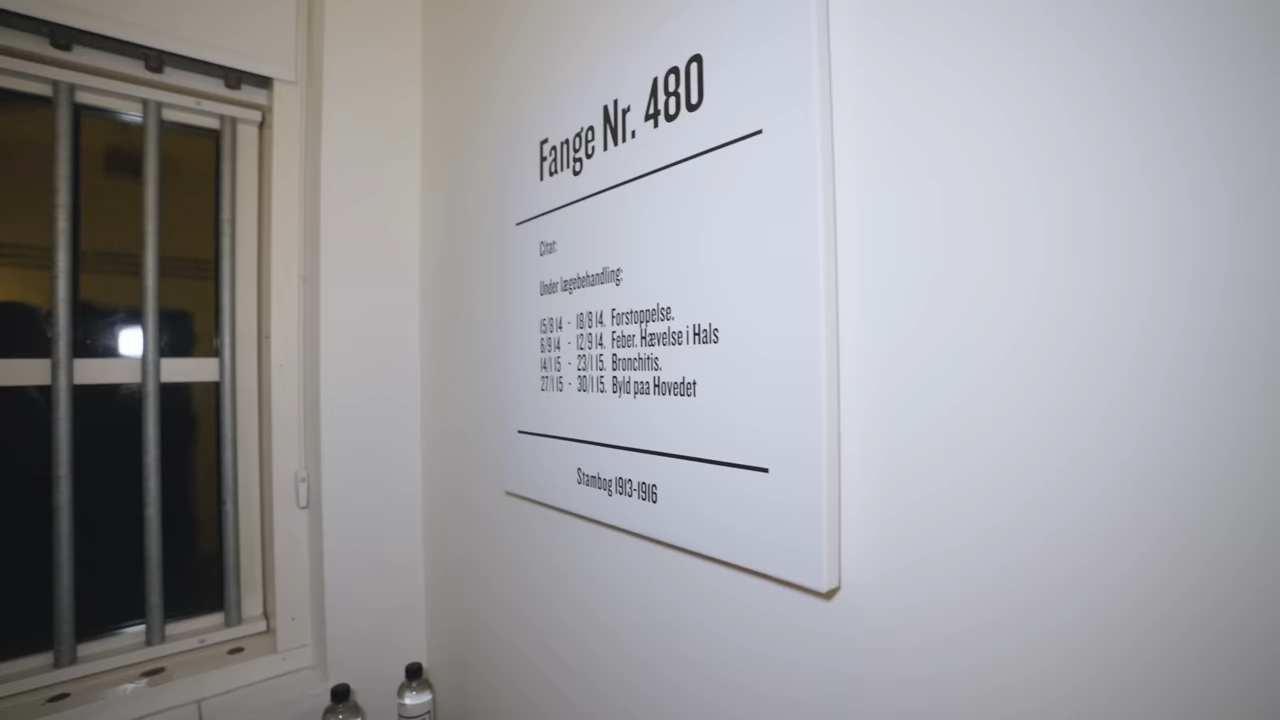 Fange Nr. 480
Citat:
Under lægebehandling:
15/8 14 - 18/8 14. Forstoppelse.
6/9 14 - 12/9 14. Feber. Hævelse i Hals
14/1 15 - 23/1 15. Bronchitis.
27/1 15 - 30/1 15. Byld paa Hovedet
Stambog 1913-1916